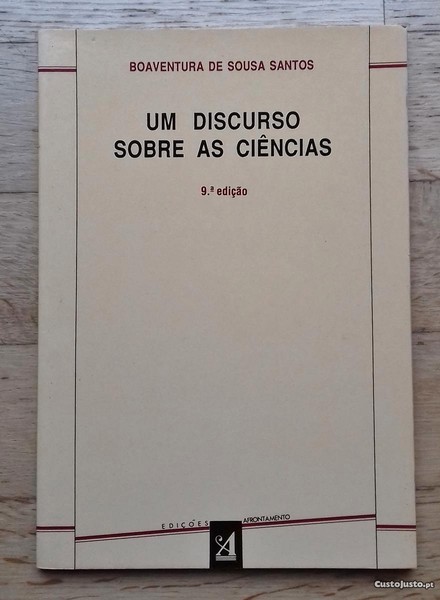 BOAVENTURA DE SOUSA SANTOS
UM DISCURSO
SOBRE AS CIÊNCIAS
9.ª edição
EDIÇÕES AFRONTAMENTO
A
CustoJusto.pt